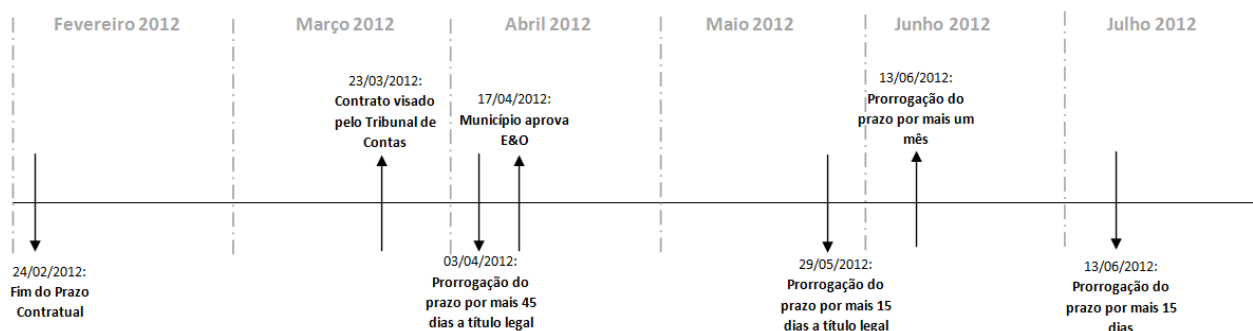 Fevereiro 2012
Março 2012
Abril 2012
Maio 2012
Junho 2012
Julho 2012
23/03/2012:
Contrato visado
pelo Tribunal de
Contas
17/04/2012:
Município aprova
E&O
13/06/2012:
Prorrogação do
prazo por mais um
mês
24/02/2012:
Fim do Prazo
Contratual
03/04/2012:
Prorrogação do
prazo por mais 45
dias a título legal
29/05/2012:
Prorrogação do
prazo por mais 15
dias a título legal
13/06/2012:
Prorrogação do
prazo por mais 15
dias